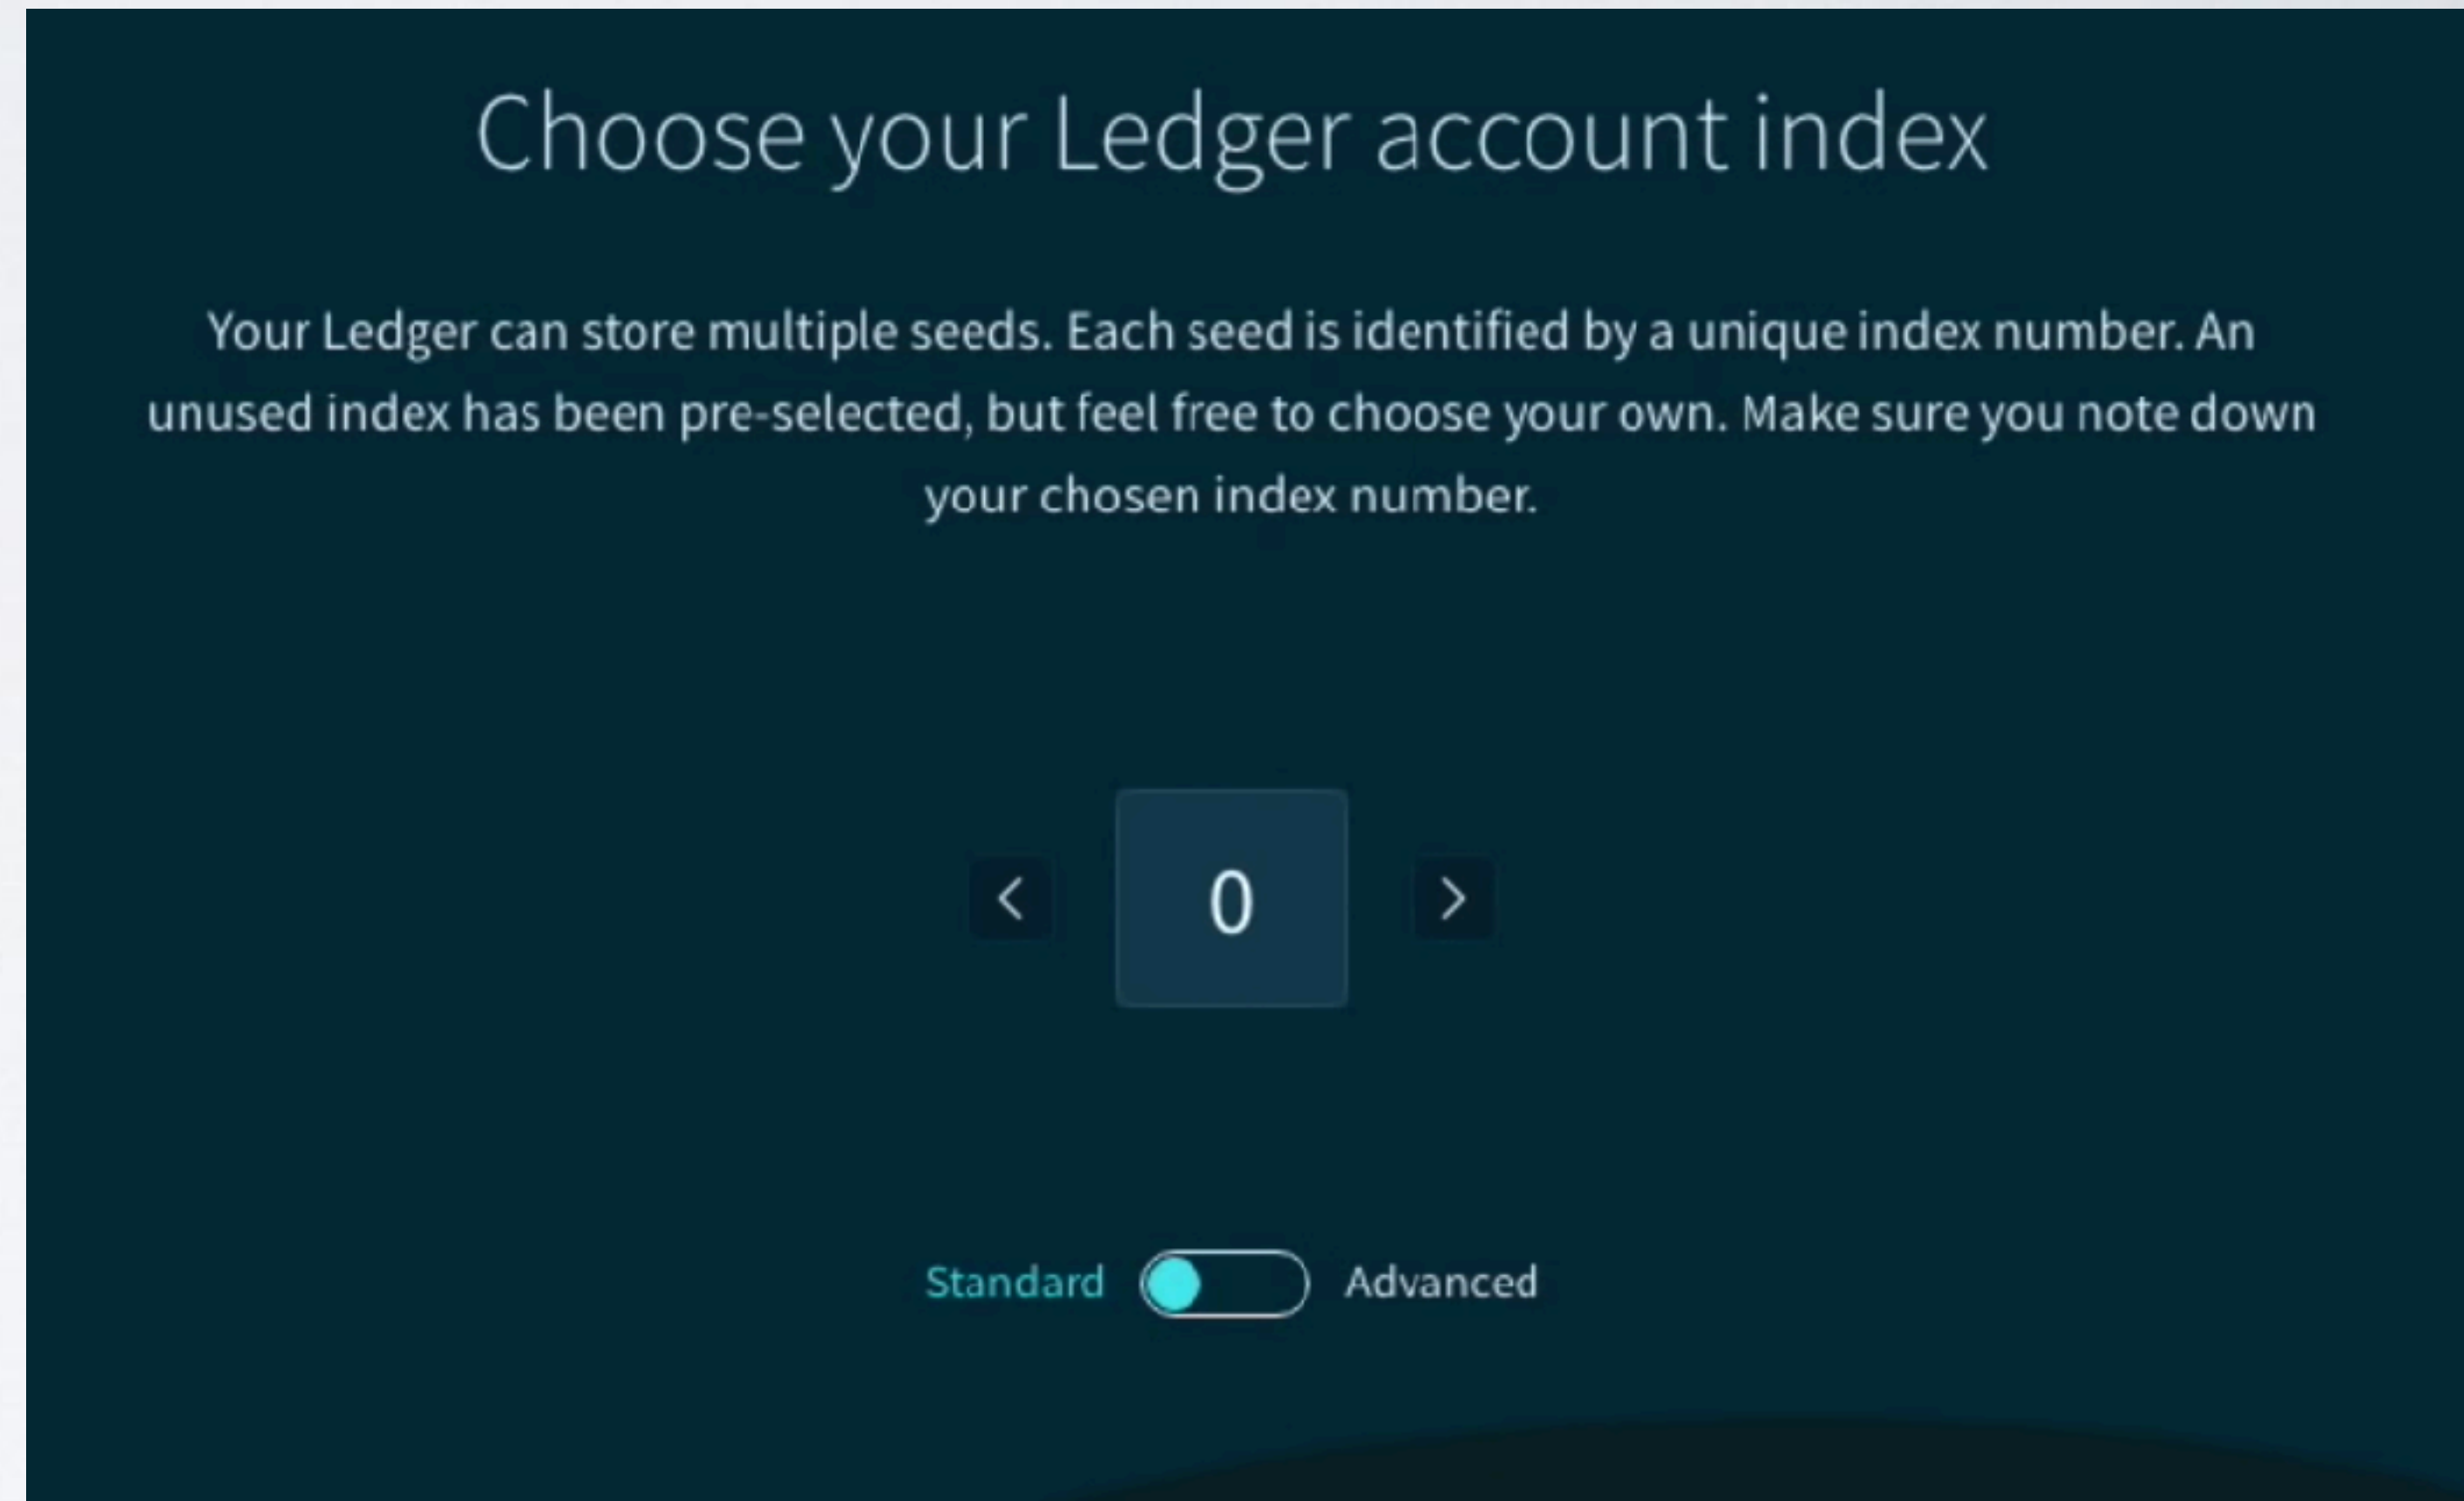 Choose your Ledger account index
Your Ledger can store multiple seeds. Each seed is identified by a unique index number. An
unused index has been pre-selected, but feel free to choose your own. Make sure you note down
your chosen index number.
0
Standard Advanced